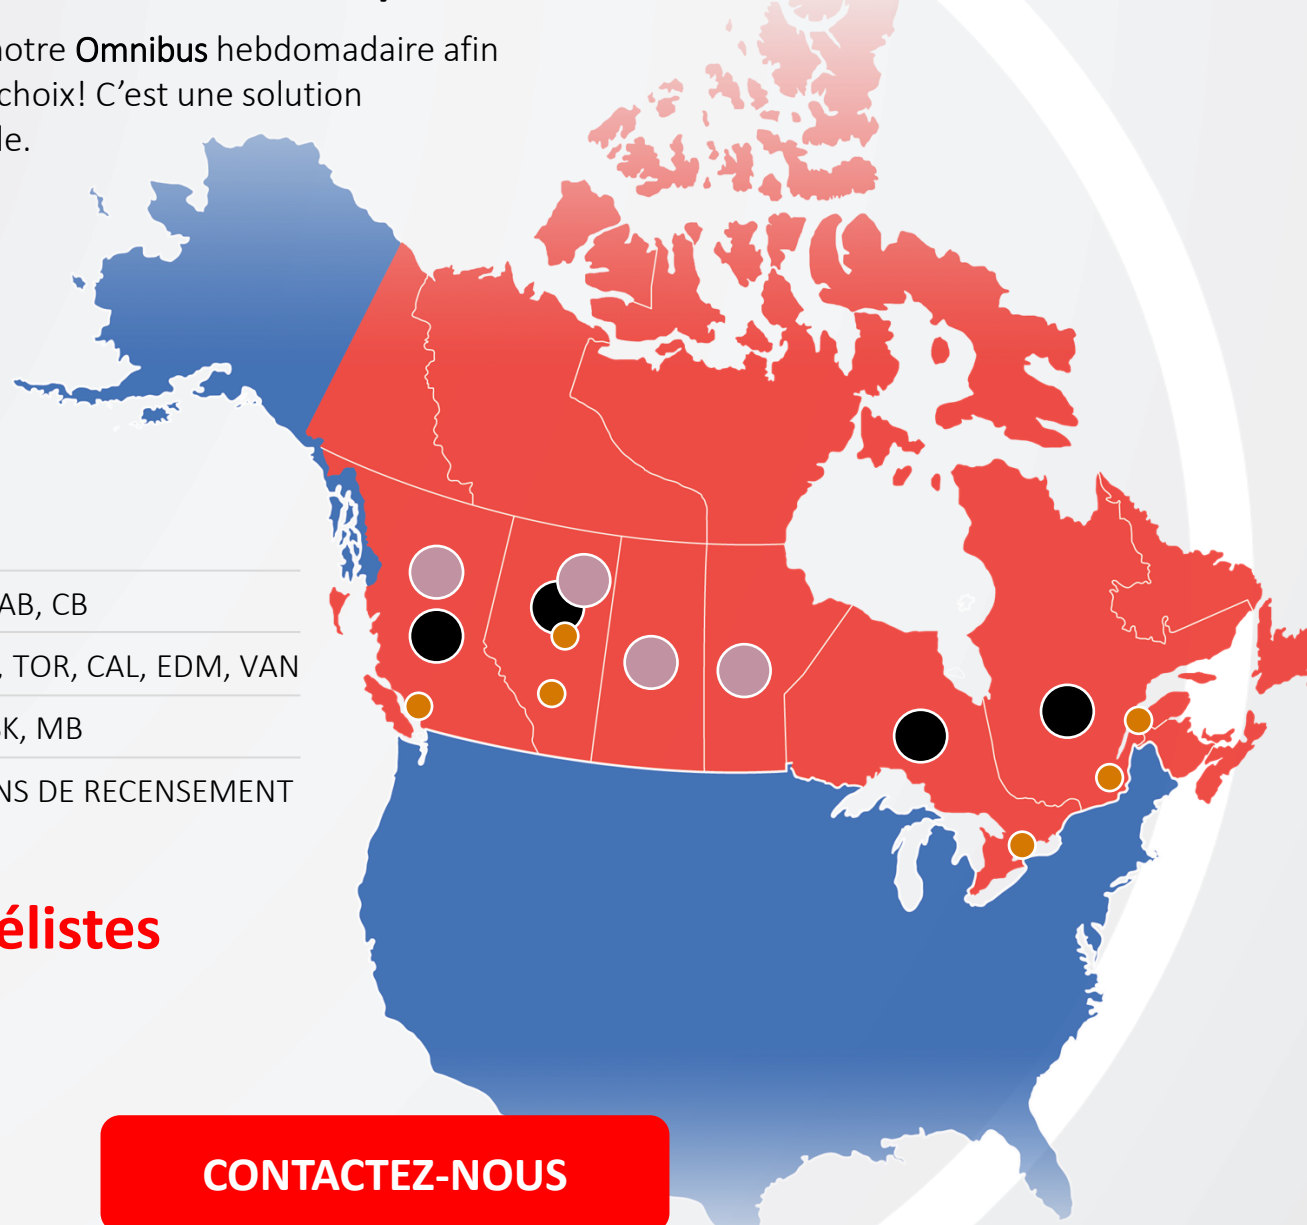 notre Omnibus hebdomadaire afin
choix! C’est une solution
le.
AB, CB
, TOR, CAL, EDM, VAN
SK, MB
NS DE RECENSEMENT
élistes
CONTACTEZ-NOUS